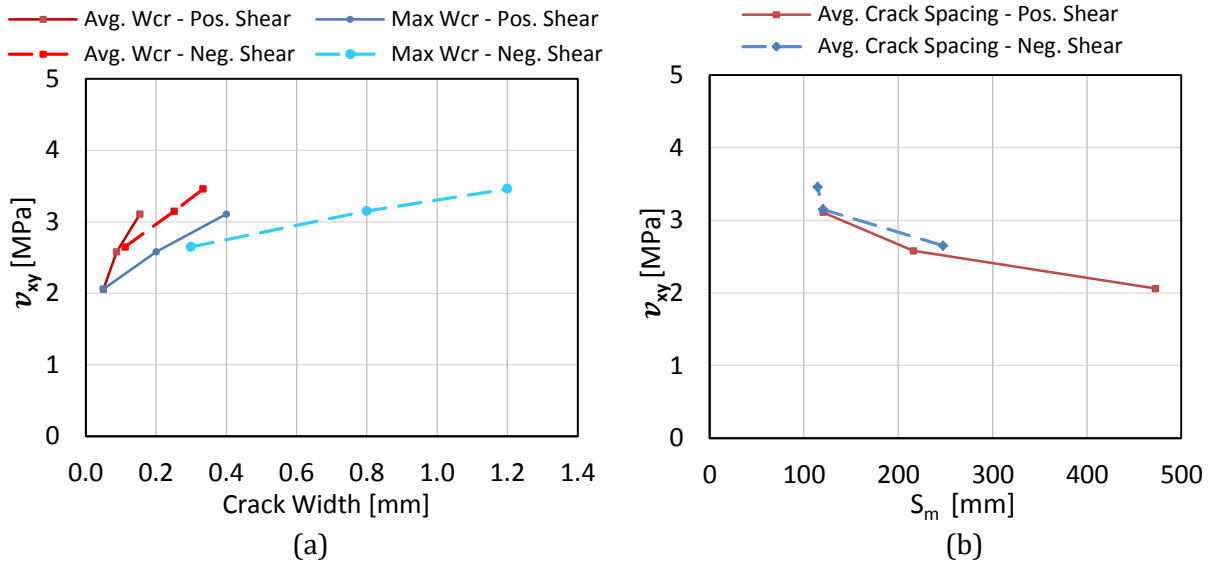 Avg. Wcr - Pos. Shear
Max Wcr - Pos. Shear
Avg. Wcr - Neg. Shear
Max Wcr - Neg. Shear
5
4
3
2
1
0
v_xy [MPa]
0.0 0.2 0.4 0.6 0.8 1.0 1.2 1.4
Crack Width [mm]
(a)
Avg. Crack Spacing - Pos. Shear
Avg. Crack Spacing - Neg. Shear
5
4
3
2
1
0
v_xy [MPa]
0 100 200 300 400 500
S_m [mm]
(b)